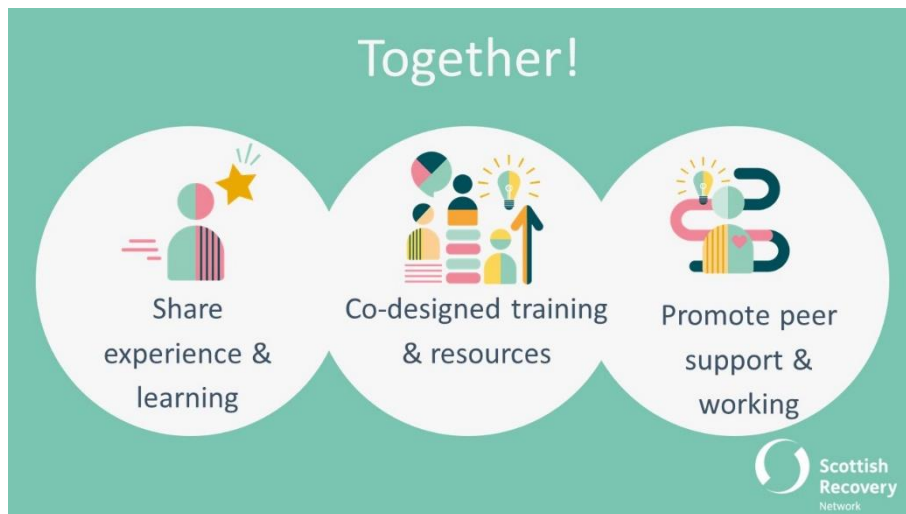 Together!
Share
experience &
learning
Co-designed training
& resources
Promote peer
support &
working
Scottish
Recovery
Network